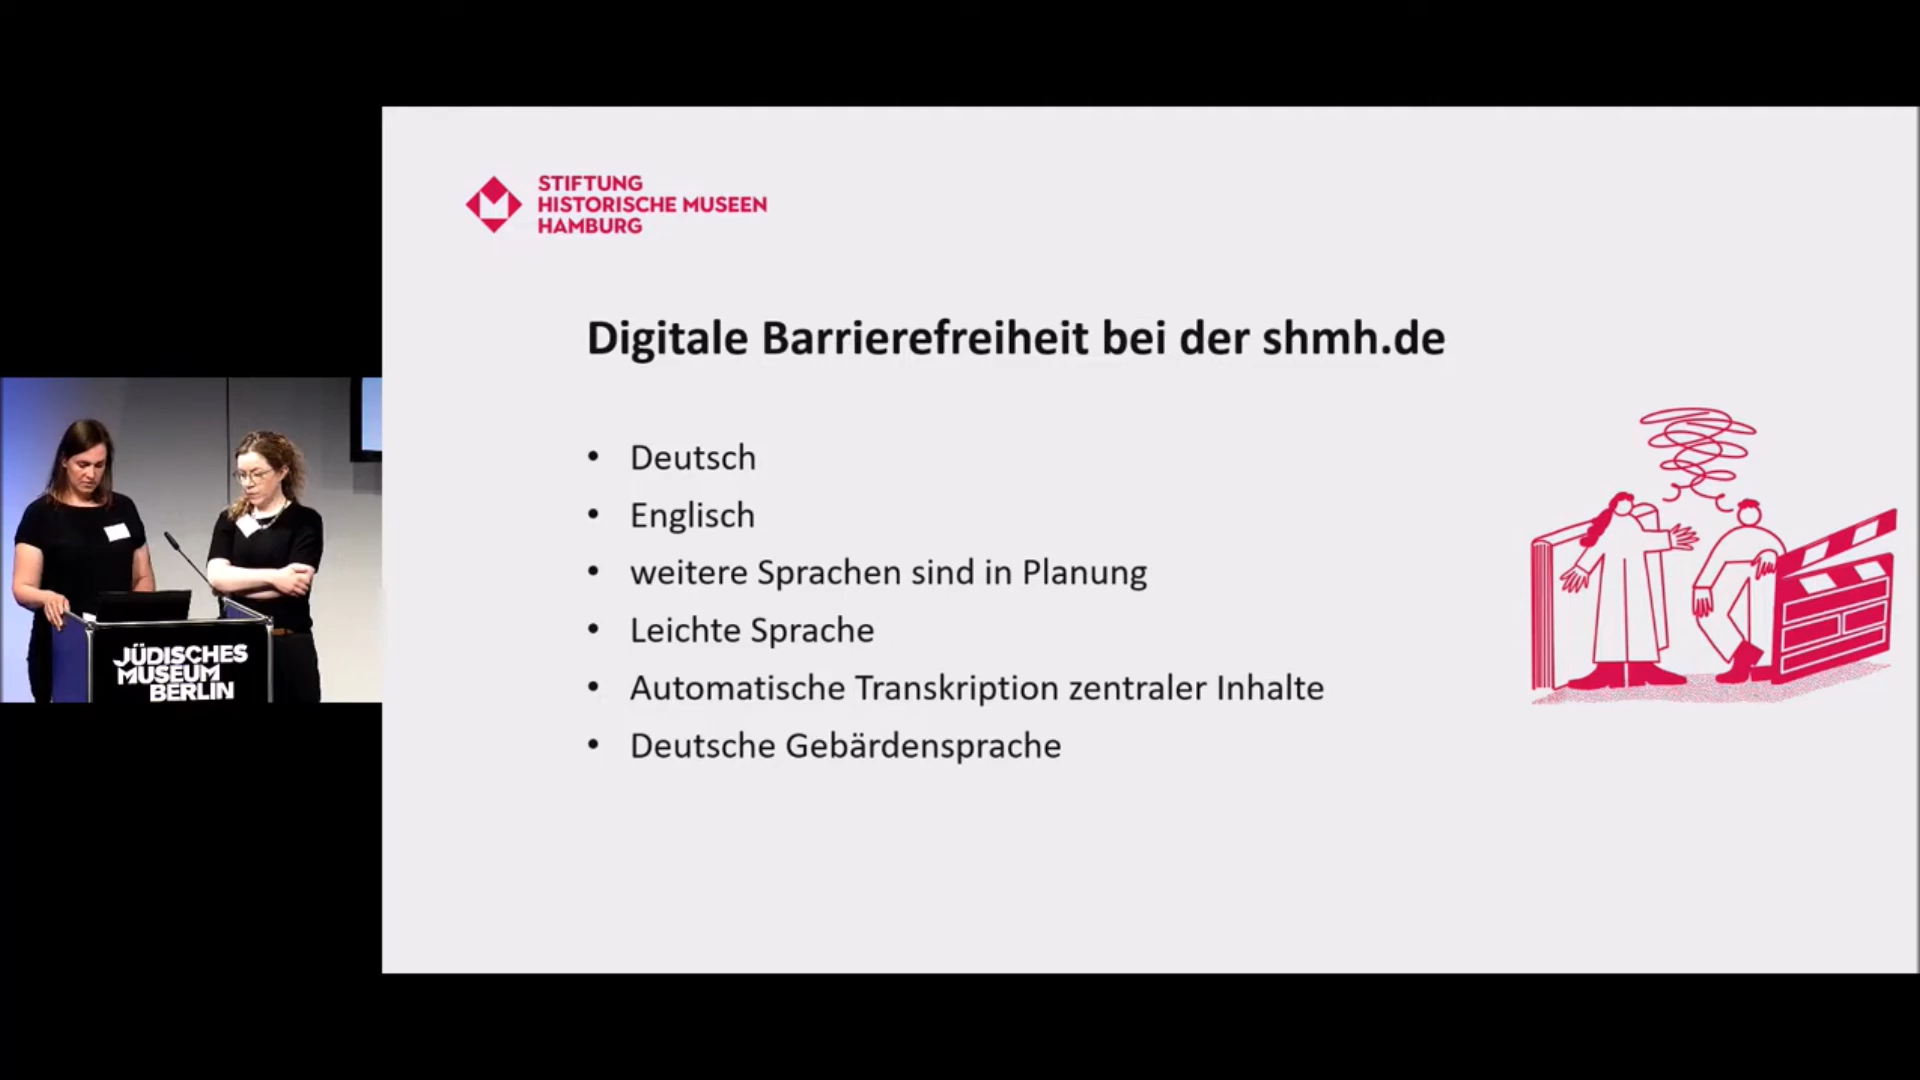 STIFTUNG
HISTORISCHE MUSEEN
HAMBURG
Digitale Barrierefreiheit bei der shmh.de
• Deutsch
• Englisch
• weitere Sprachen sind in Planung
• Leichte Sprache
• Automatische Transkription zentraler Inhalte
• Deutsche Gebärdensprache
JÜDISCHES
MUSEUM
BERLIN